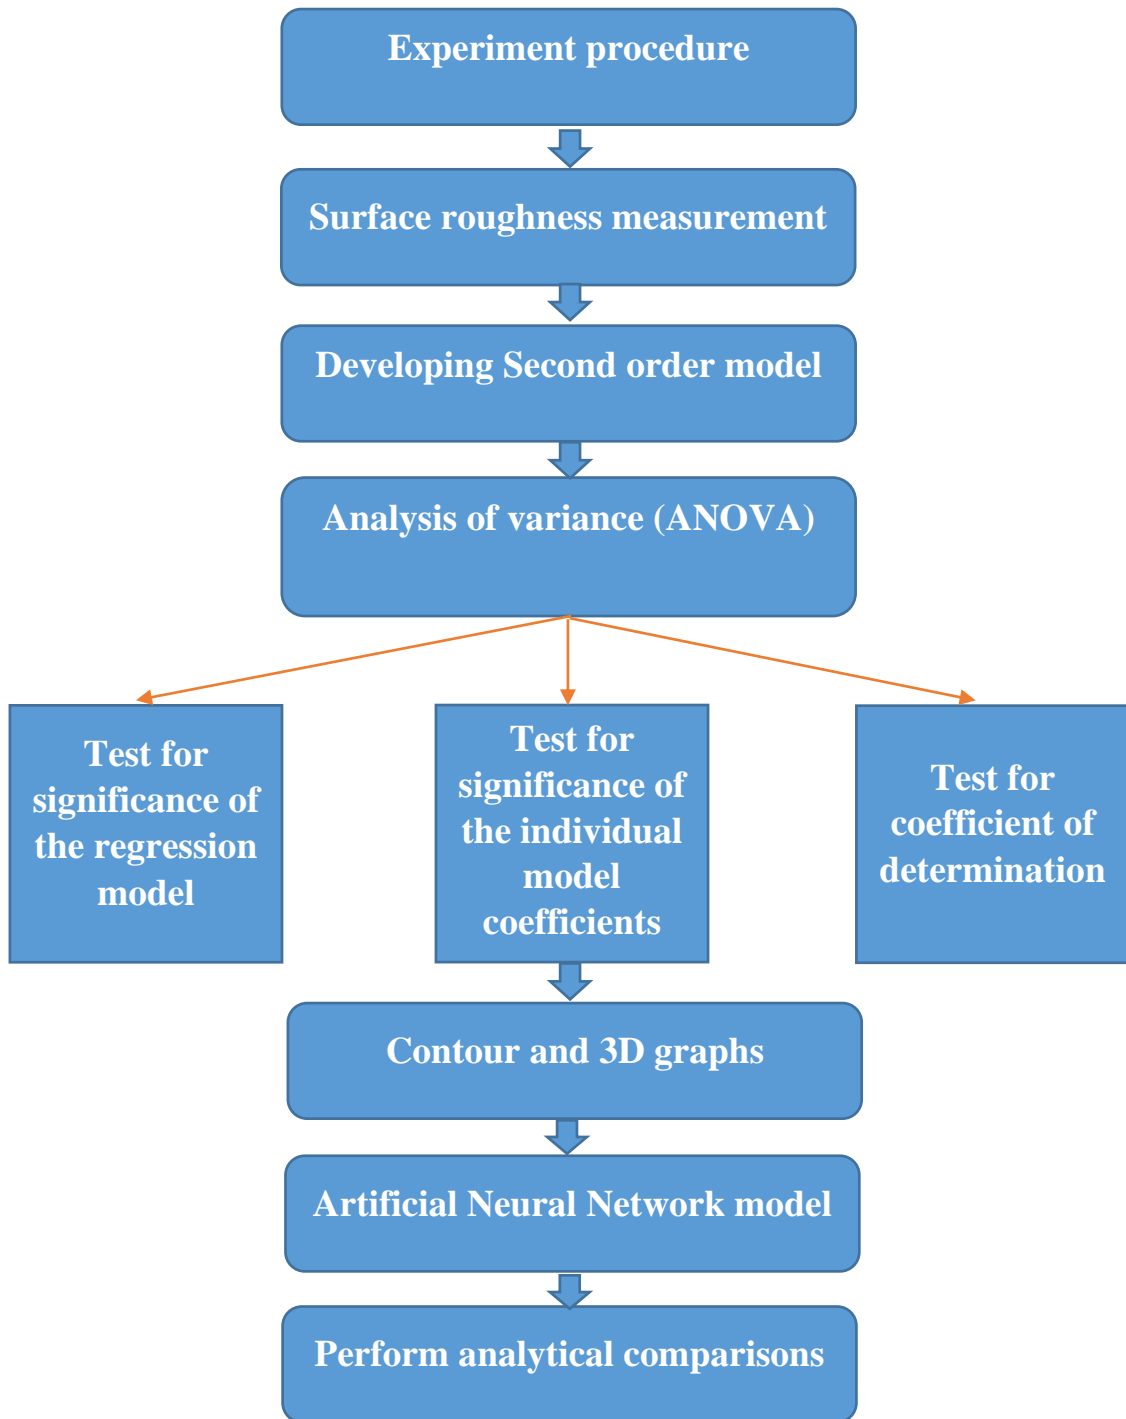 Experiment procedure
Surface roughness measurement
Developing Second order model
Analysis of variance (ANOVA)
Test for
significance of
the regression
model
Test for
significance of
the individual
model
coefficients
Test for
coefficient of
determination
Contour and 3D graphs
Artificial Neural Network model
Perform analytical comparisons